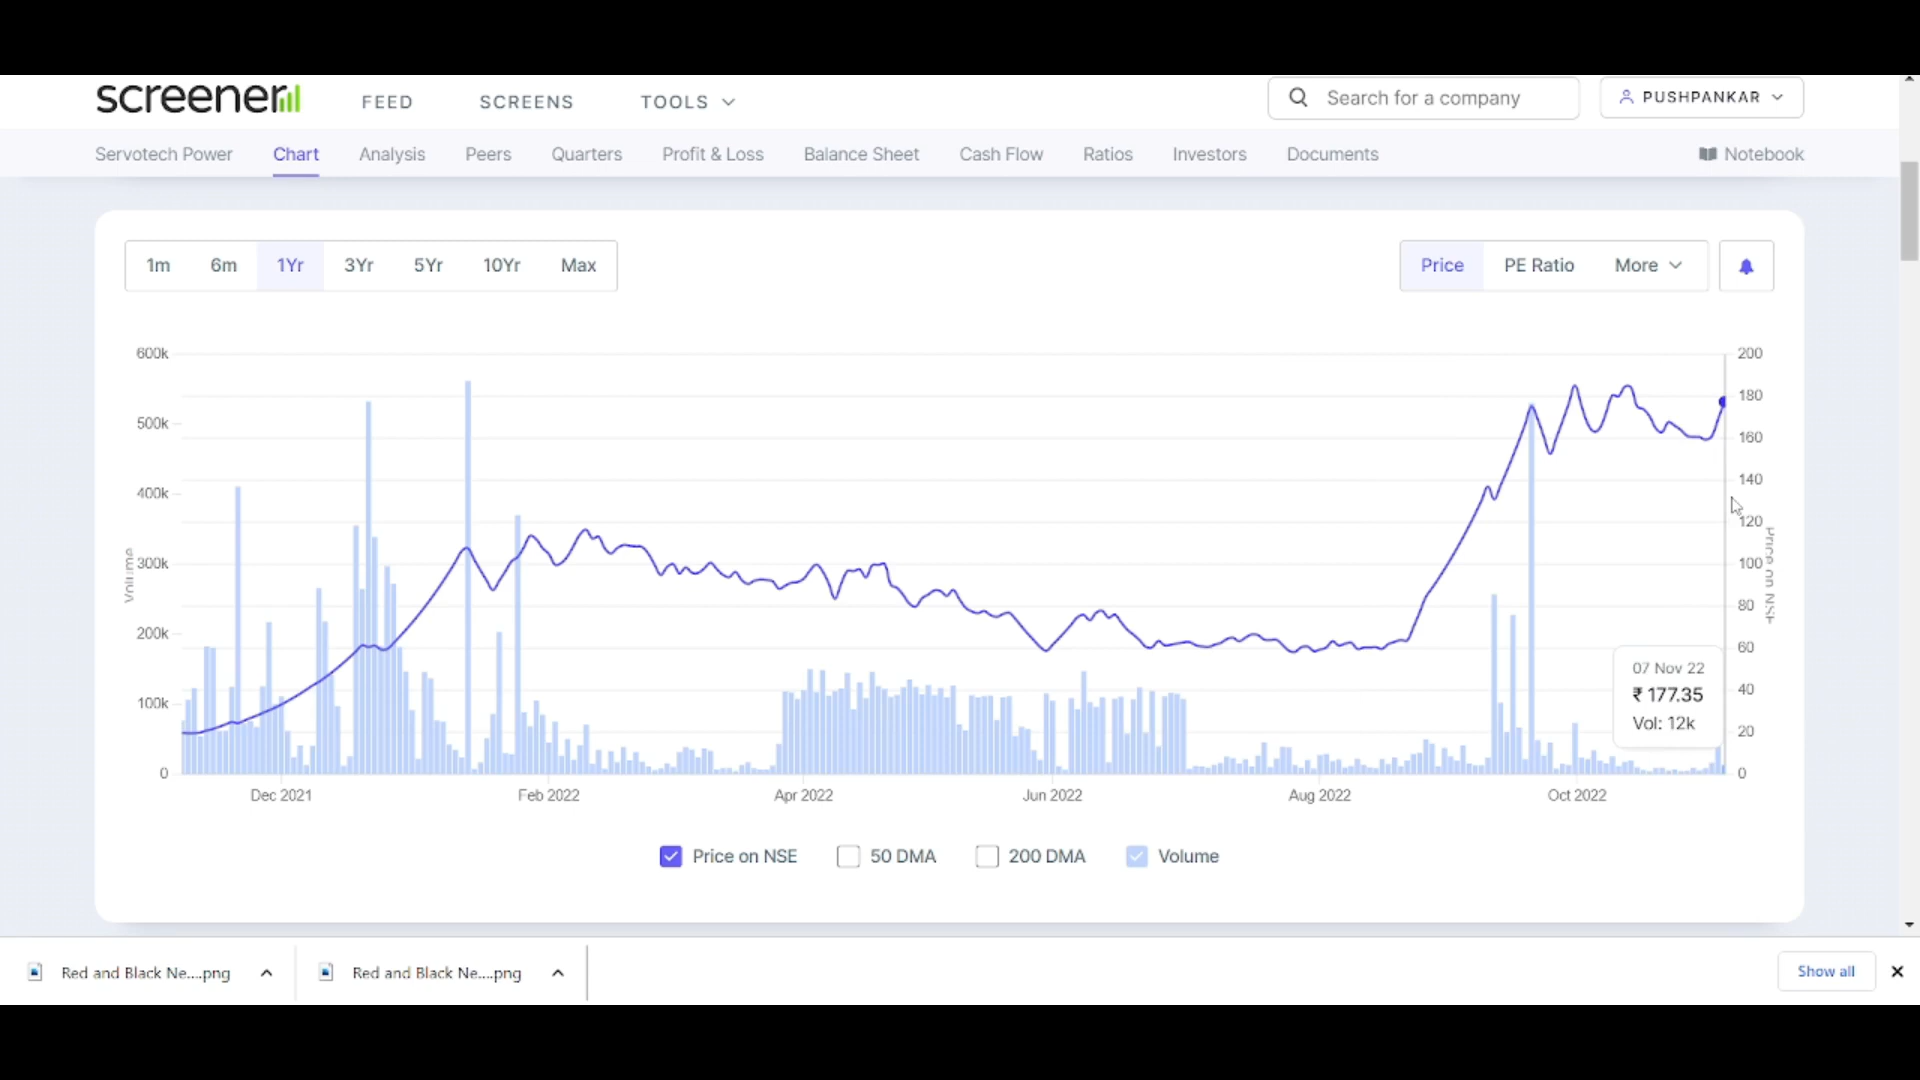 screener
FEED SCREENS TOOLS
Search for a company
PUSHPANKAR
Servotech Power Chart Analysis Peers Quarters Profit & Loss Balance Sheet Cash Flow Ratios Investors Documents Notebook
1m 6m 1Yr 3Yr 5Yr 10Yr Max
Price PE Ratio More
600k
500k
400k
300k
200k
100k
0
Volume
200
180
160
140
120
100
80
60
40
20
0
Price on NSE
07 Nov 22
₹ 177.35
Vol: 12k
Dec 2021 Feb 2022 Apr 2022 Jun 2022 Aug 2022 Oct 2022
Price on NSE 50 DMA 200 DMA Volume
Red and Black Ne....png Red and Black Ne....png Show all